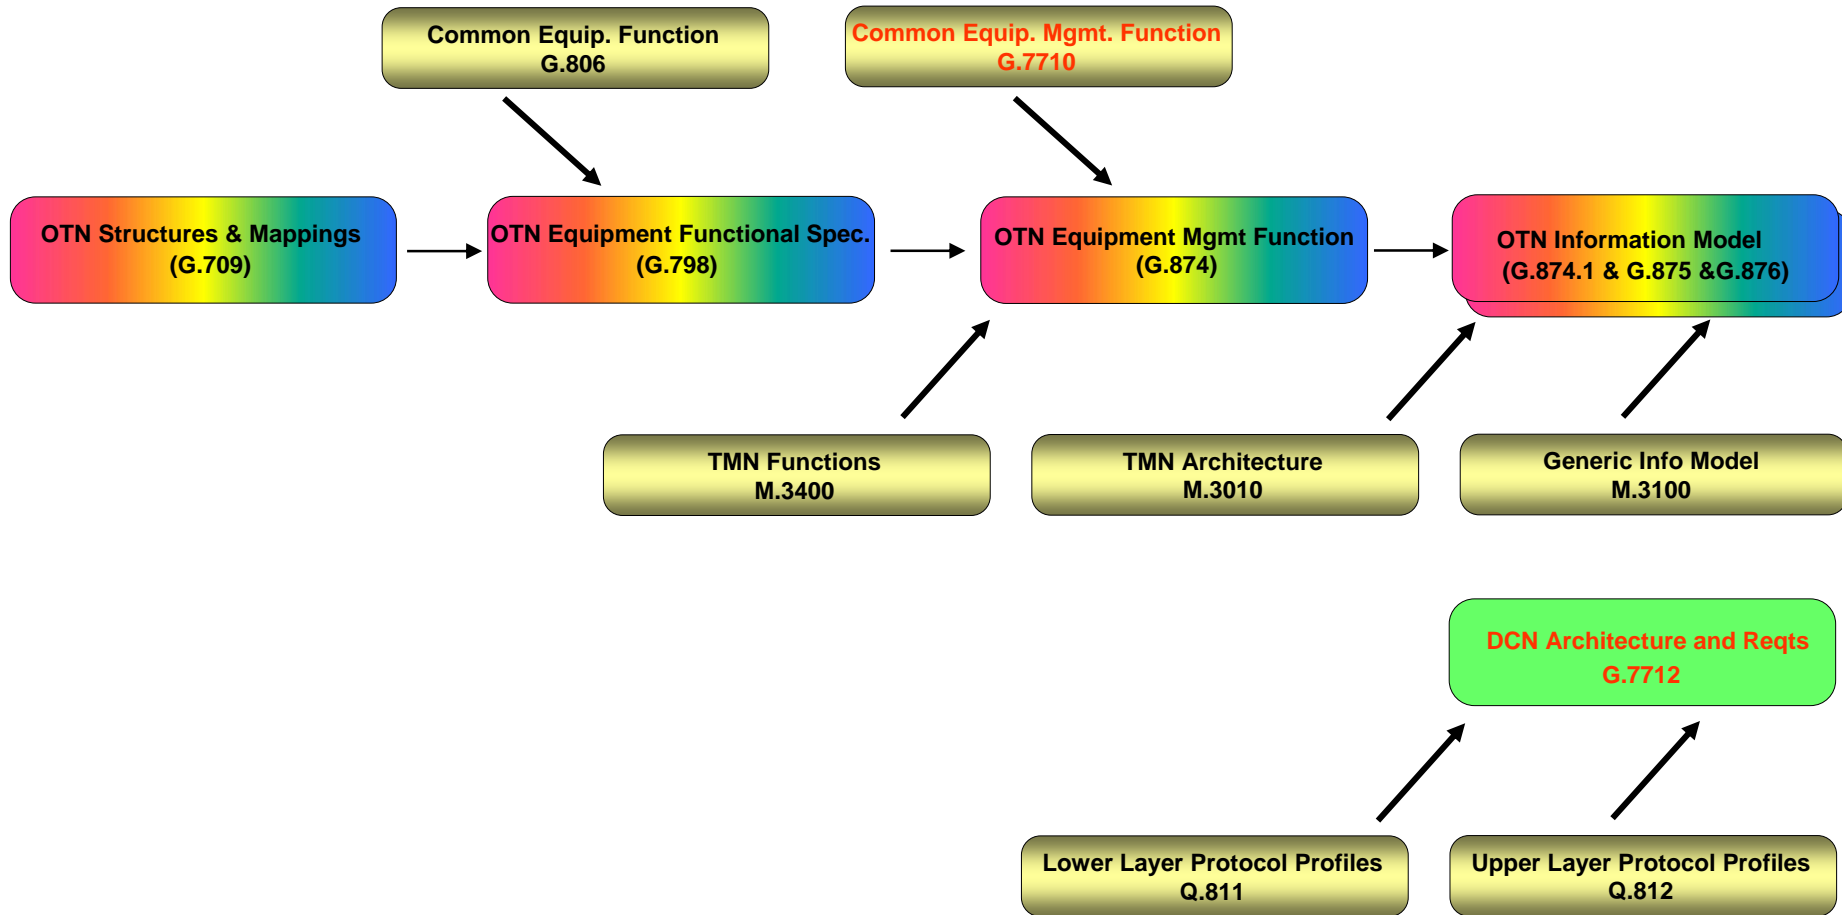 Common Equip. Function
G.806
Common Equip. Mgmt. Function
G.7710
OTN Structures & Mappings
(G.709)
OTN Equipment Functional Spec.
(G.798)
OTN Equipment Mgmt Function
(G.874)
OTN Information Model
(G.874.1 & G.875 &G.876)
TMN Functions
M.3400
TMN Architecture
M.3010
Generic Info Model
M.3100
DCN Architecture and Reqts
G.7712
Lower Layer Protocol Profiles
Q.811
Upper Layer Protocol Profiles
Q.812